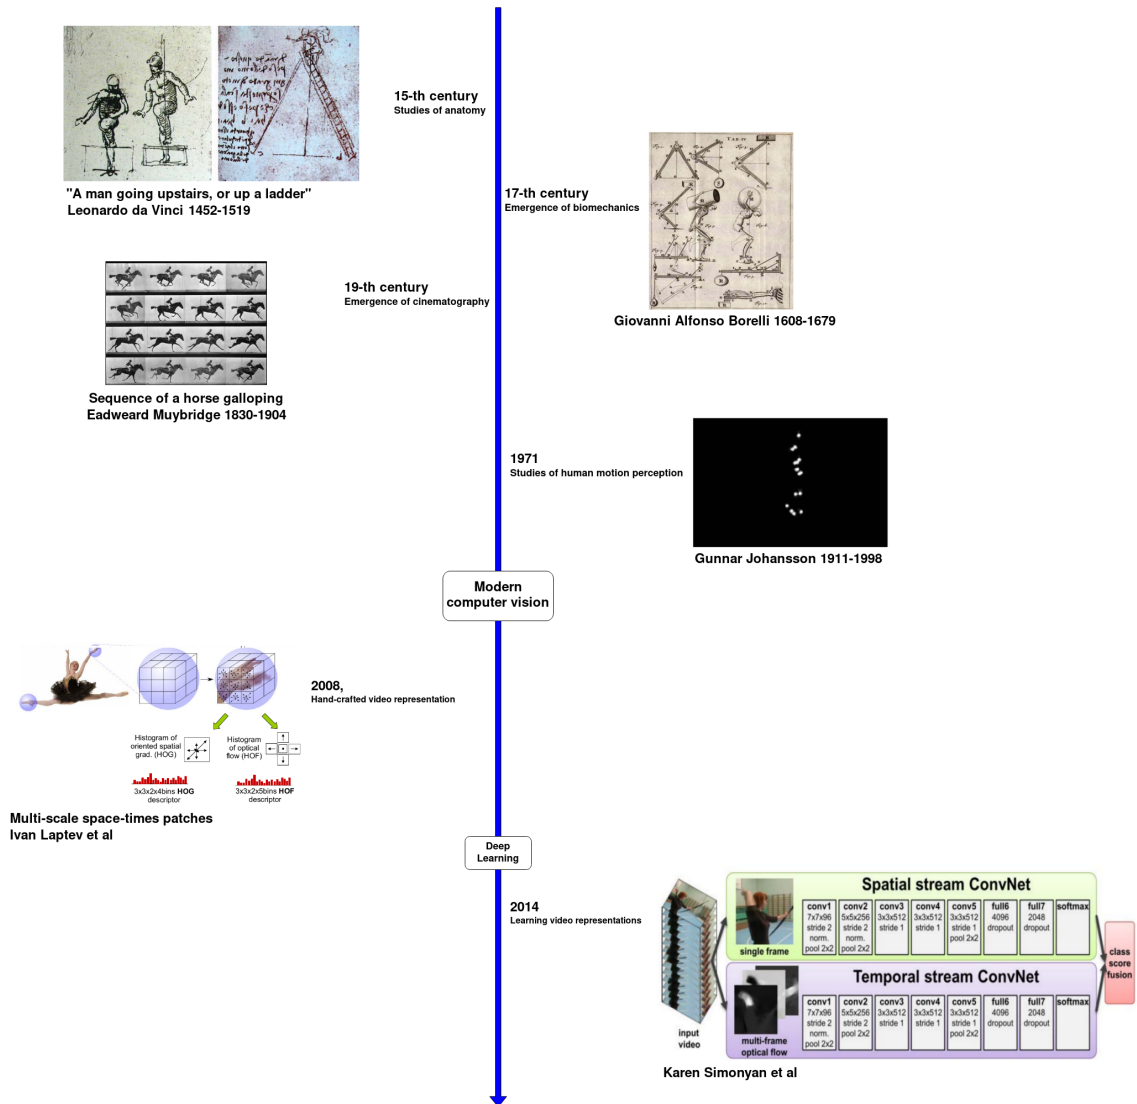 15-th century
Studies of anatomy
"A man going upstairs, or up a ladder"
Leonardo da Vinci 1452-1519
17-th century
Emergence of biomechanics
Giovanni Alfonso Borelli 1608-1679
19-th century
Emergence of cinematography
Sequence of a horse galloping
Eadweard Muybridge 1830-1904
1971
Studies of human motion perception
Gunnar Johansson 1911-1998
Modern
computer vision
2008,
Hand-crafted video representation
Histogram of
oriented spatial
grad. (HOG)
Histogram
of optical
flow (HOF)
3x3x2x4bins HOG
descriptor
3x3x2x5bins HOF
descriptor
Multi-scale space-times patches
Ivan Laptev et al
Deep
Learning
2014
Learning video representations
input
video
Spatial stream ConvNet
single frame
conv1
7x7x96
stride 2
norm.
pool 2x2
conv2
5x5x256
stride 2
norm.
pool 2x2
conv3
3x3x512
stride 1
conv4
3x3x512
stride 1
conv5
3x3x512
stride 1
pool 2x2
full6
4096
dropout
full7
2048
dropout
softmax
Temporal stream ConvNet
multi-frame
optical flow
conv1
7x7x96
stride 2
norm.
pool 2x2
conv2
5x5x256
stride 2
pool 2x2
conv3
3x3x512
stride 1
conv4
3x3x512
stride 1
conv5
3x3x512
stride 1
pool 2x2
full6
4096
dropout
full7
2048
dropout
softmax
class
score
fusion
Karen Simonyan et al